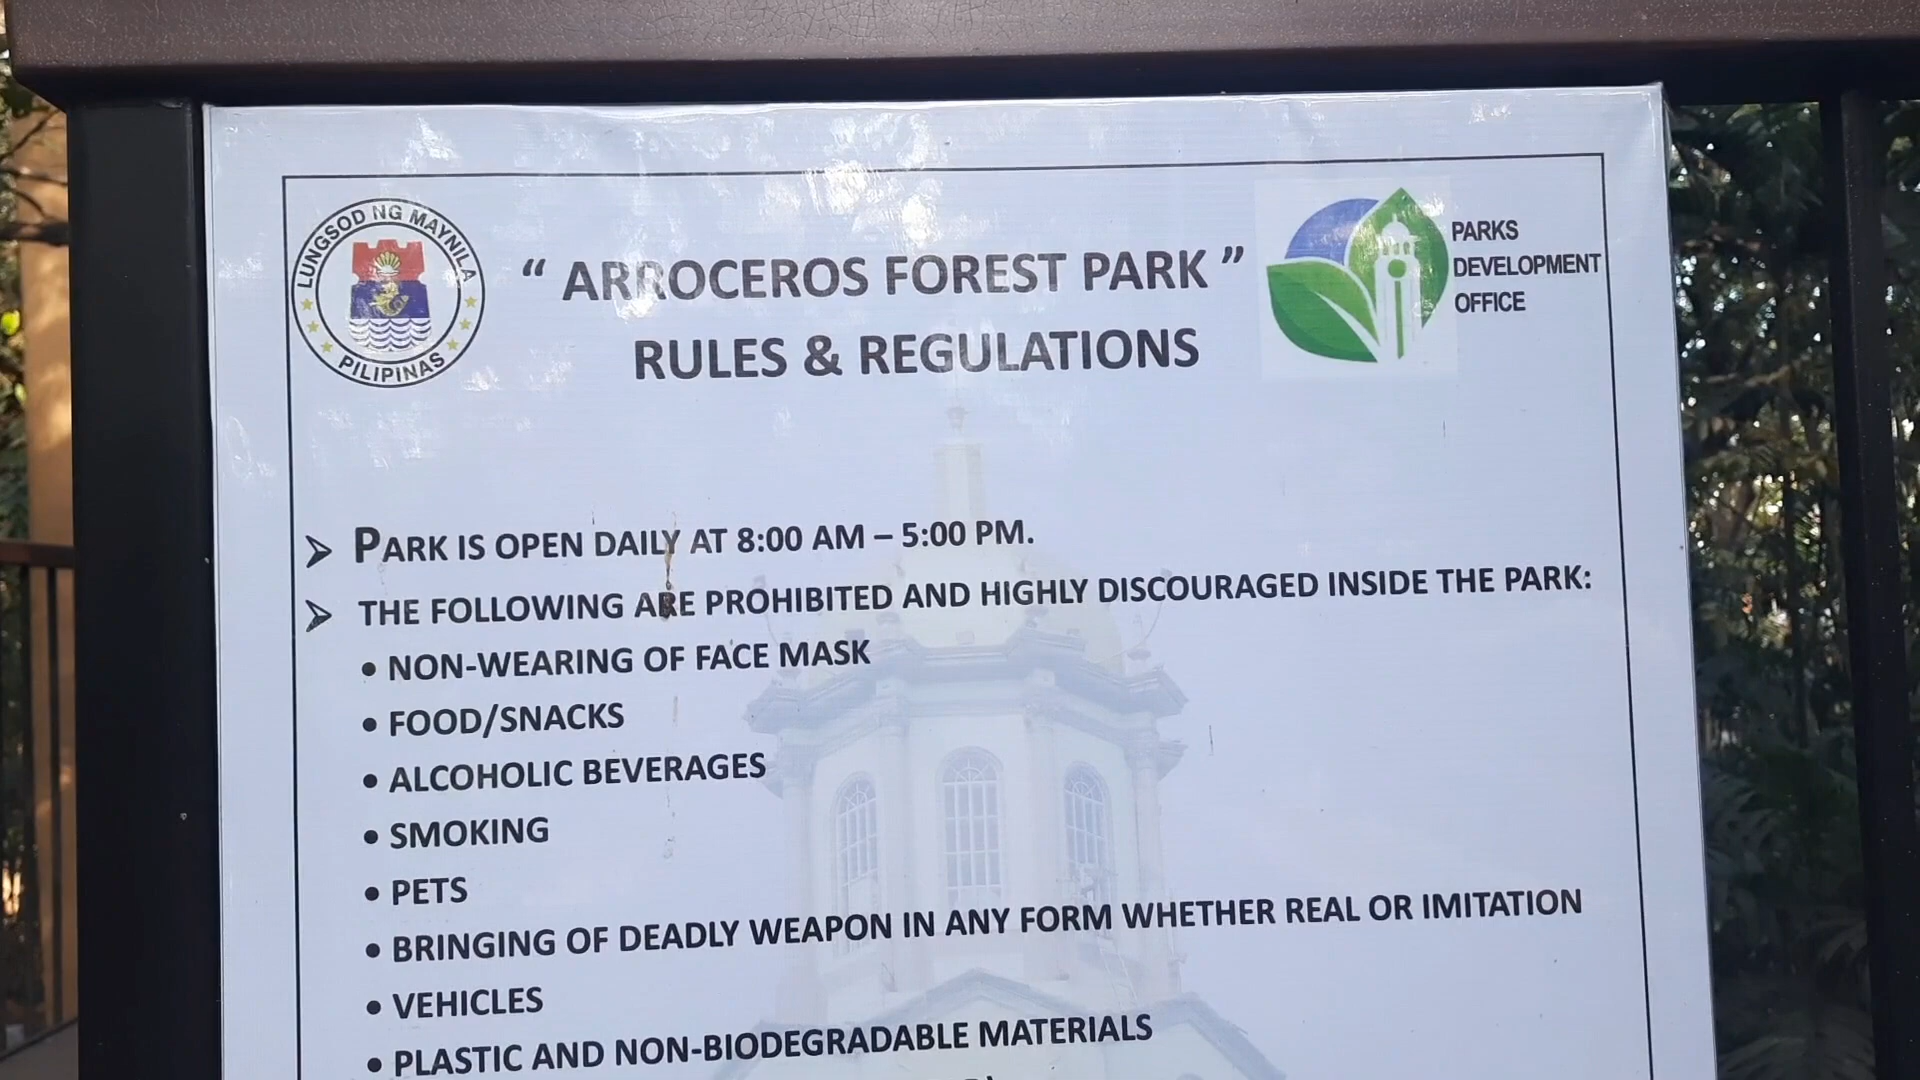 LUNGSOD NG MAYNILA
PILIPINAS
“ ARROCEROS FOREST PARK ”
RULES & REGULATIONS
PARKS
DEVELOPMENT
OFFICE
➢ PARK IS OPEN DAILY AT 8:00 AM – 5:00 PM.
➢ THE FOLLOWING ARE PROHIBITED AND HIGHLY DISCOURAGED INSIDE THE PARK:
• NON-WEARING OF FACE MASK
• FOOD/SNACKS
• ALCOHOLIC BEVERAGES
• SMOKING
• PETS
• BRINGING OF DEADLY WEAPON IN ANY FORM WHETHER REAL OR IMITATION
• VEHICLES
• PLASTIC AND NON-BIODEGRADABLE MATERIALS